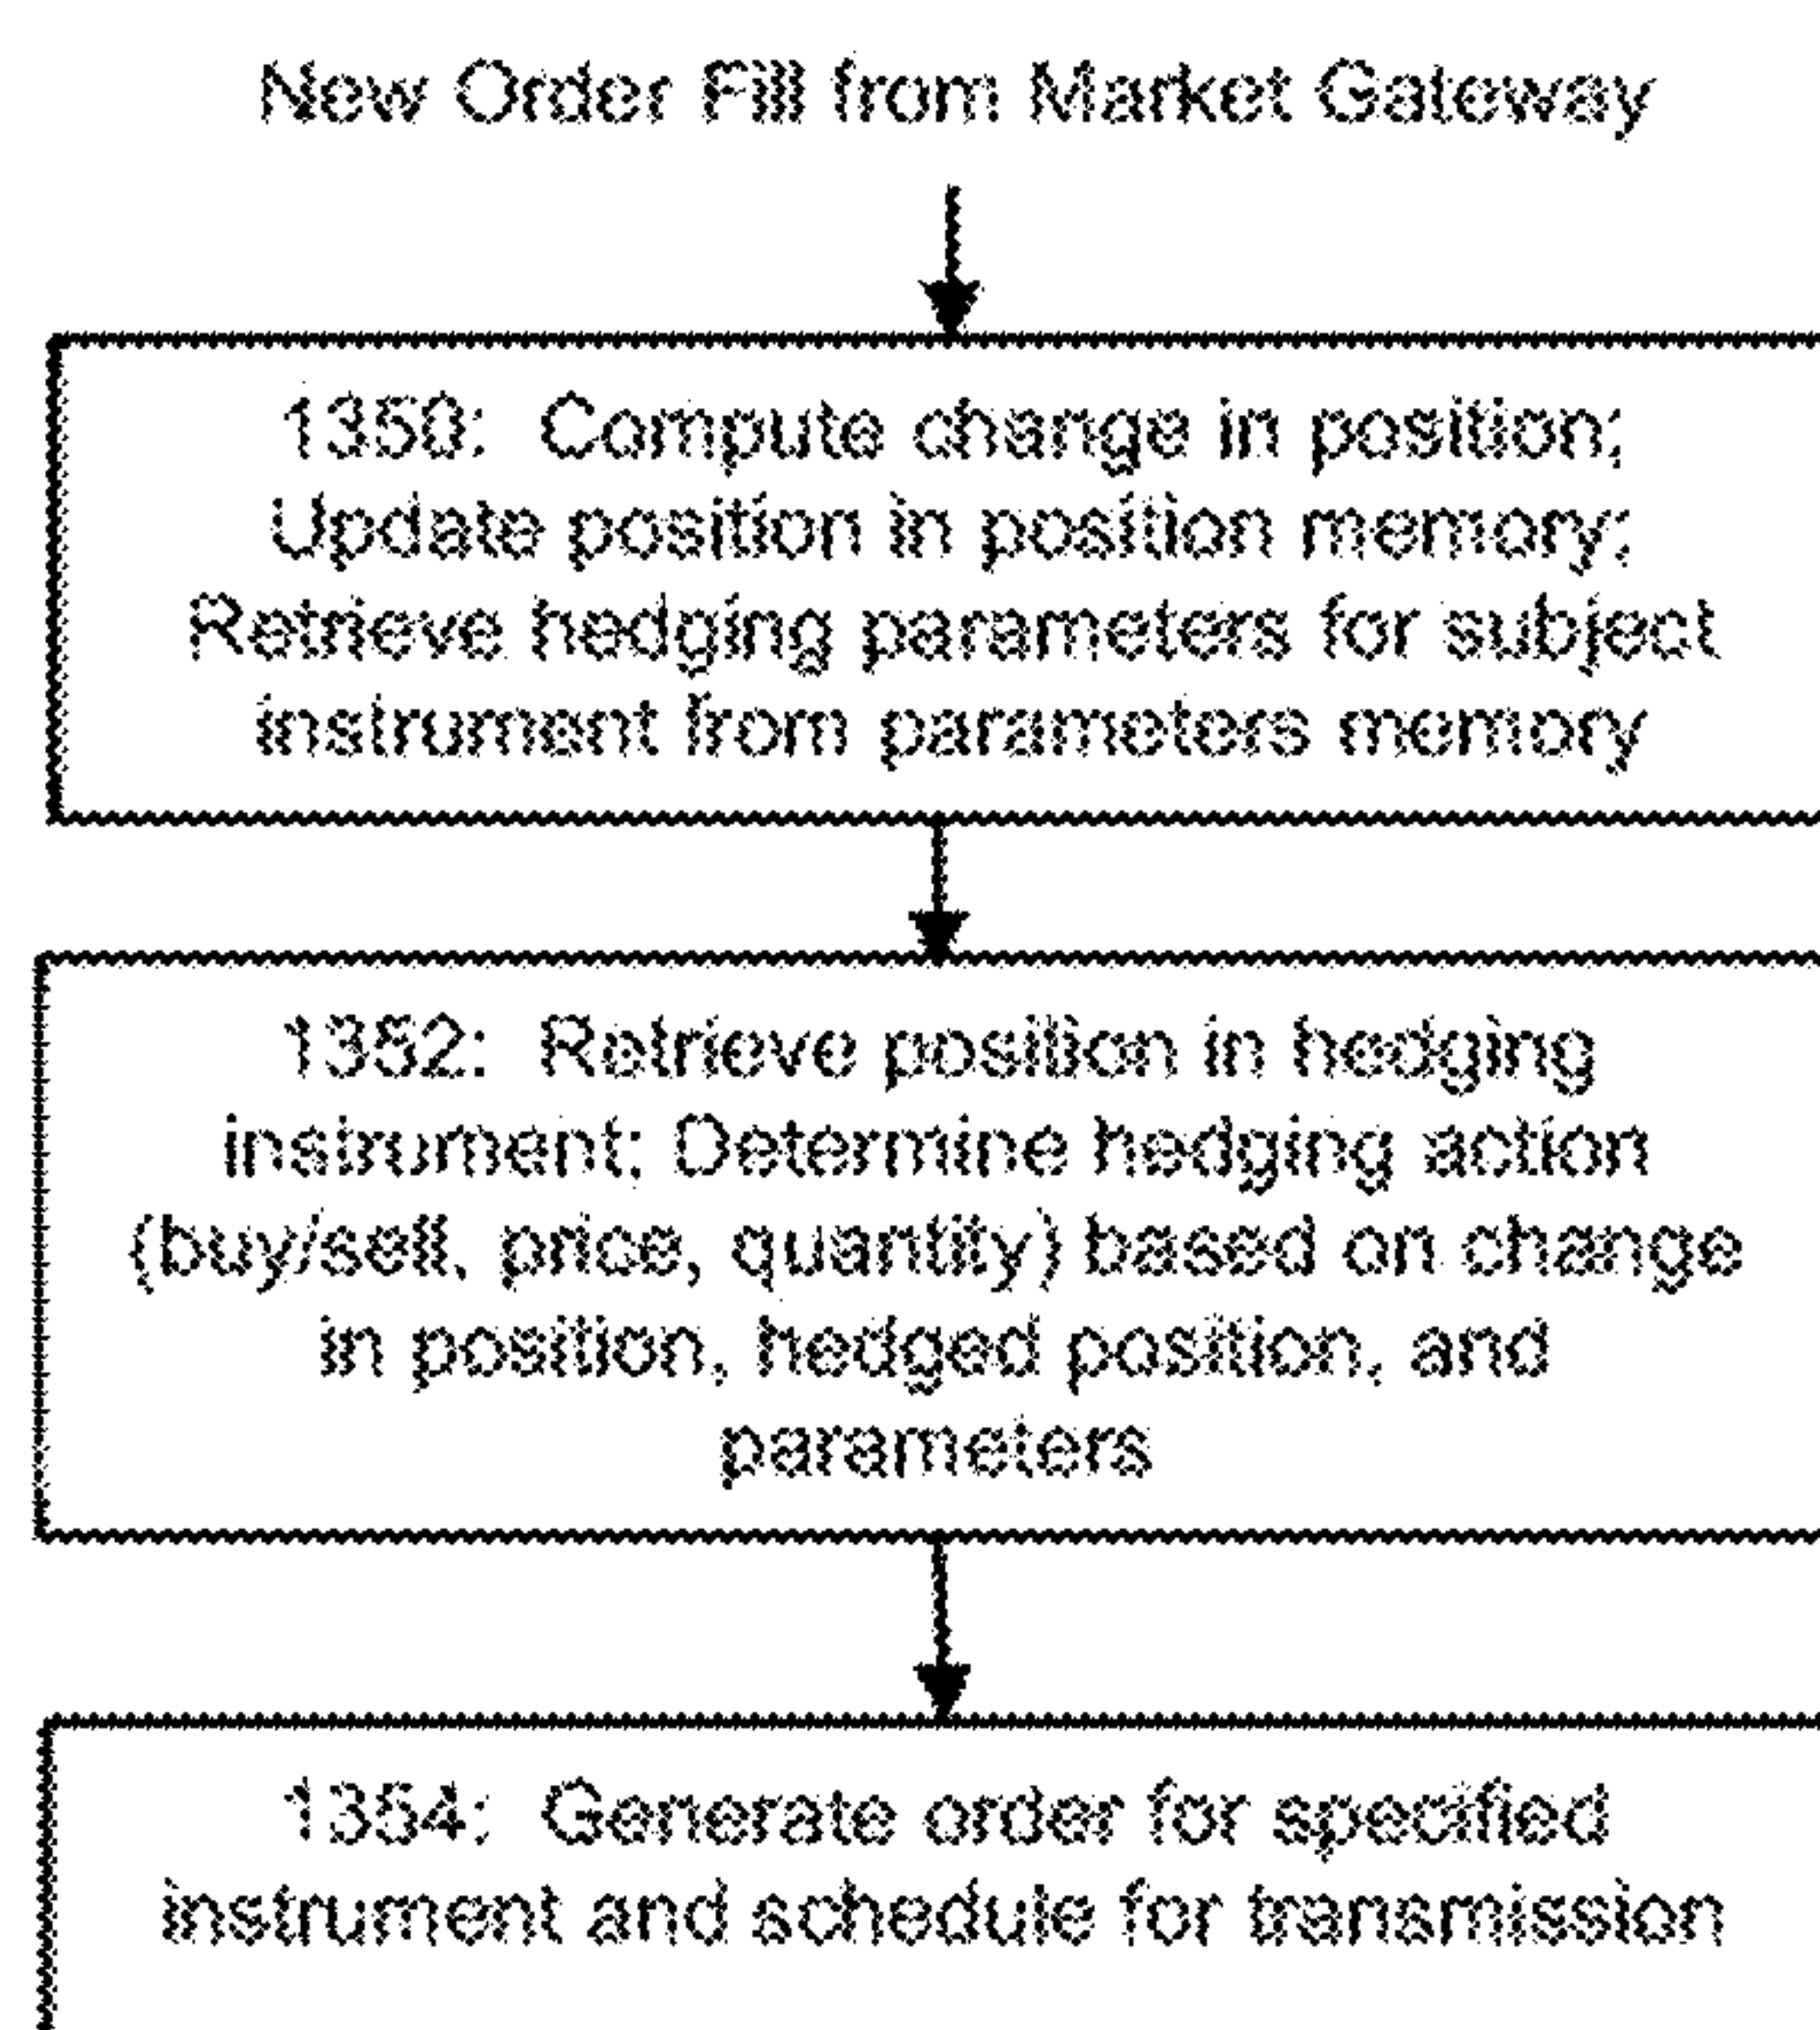 New Order Fill from Market Gateway
1350: Compute change in position;
Update position in position memory;
Retrieve hedging parameters for subject
instrument from parameters memory
1352: Retrieve position in hedging
instrument; Determine hedging action
(buy/sell, price, quantity) based on change
in position, hedged position, and
parameters
1354: Generate order for specified
instrument and schedule for transmission